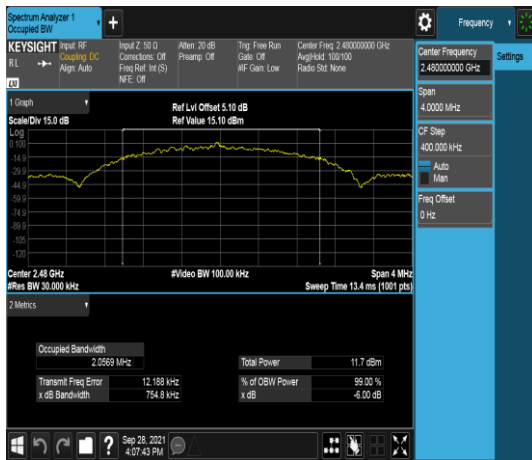 Spectrum Analyzer 1
Occupied BW
+
Frequency
KEYSIGHT
Input: RF
Coupling: DC
Align: Auto
Input Z: 50 Ω
Corrections: Off
Freq Ref: Int (S)
NFE: Off
Atten: 20 dB
Preamp: Off
Trig: Free Run
Gate: Off
#IF Gain: Low
Center Freq: 2.480000000 GHz
Avg|Hold: 100/100
Radio Std: None
RL
LXI
Center Frequency
2.480000000 GHz
Settings
Span
4.0000 MHz
CF Step
400.000 kHz
Auto
Man
Freq Offset
0 Hz
1 Graph
Scale/Div 15.0 dB
Ref Lvl Offset 5.10 dB
Ref Value 15.10 dBm
Log
0.100
-14.9
-29.9
-44.9
-59.9
-74.9
-89.9
-105
-120
Center 2.48 GHz
#Video BW 100.00 kHz
Span 4 MHz
#Res BW 30.000 kHz
Sweep Time 13.4 ms (1001 pts)
2 Metrics
Occupied Bandwidth
2.0569 MHz
Total Power
11.7 dBm
Transmit Freq Error
12.188 kHz
% of OBW Power
99.00 %
x dB Bandwidth
754.8 kHz
x dB
-6.00 dB
?
Sep 28, 2021
4:07:43 PM